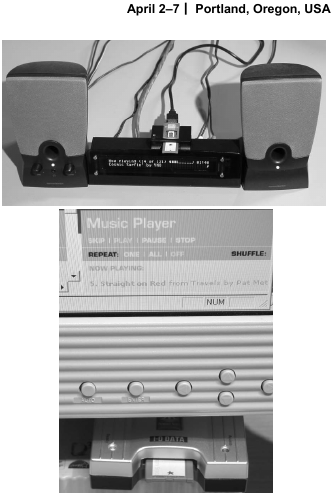 April 2–7 | Portland, Oregon, USA
Music Player
SKIP | PLAY | PAUSE | STOP
REPEAT: ONE | ALL | OFF SHUFFLE:
NOW PLAYING:
5. Straight on Red from Travels by Pat Met
NUM
I-O DATA